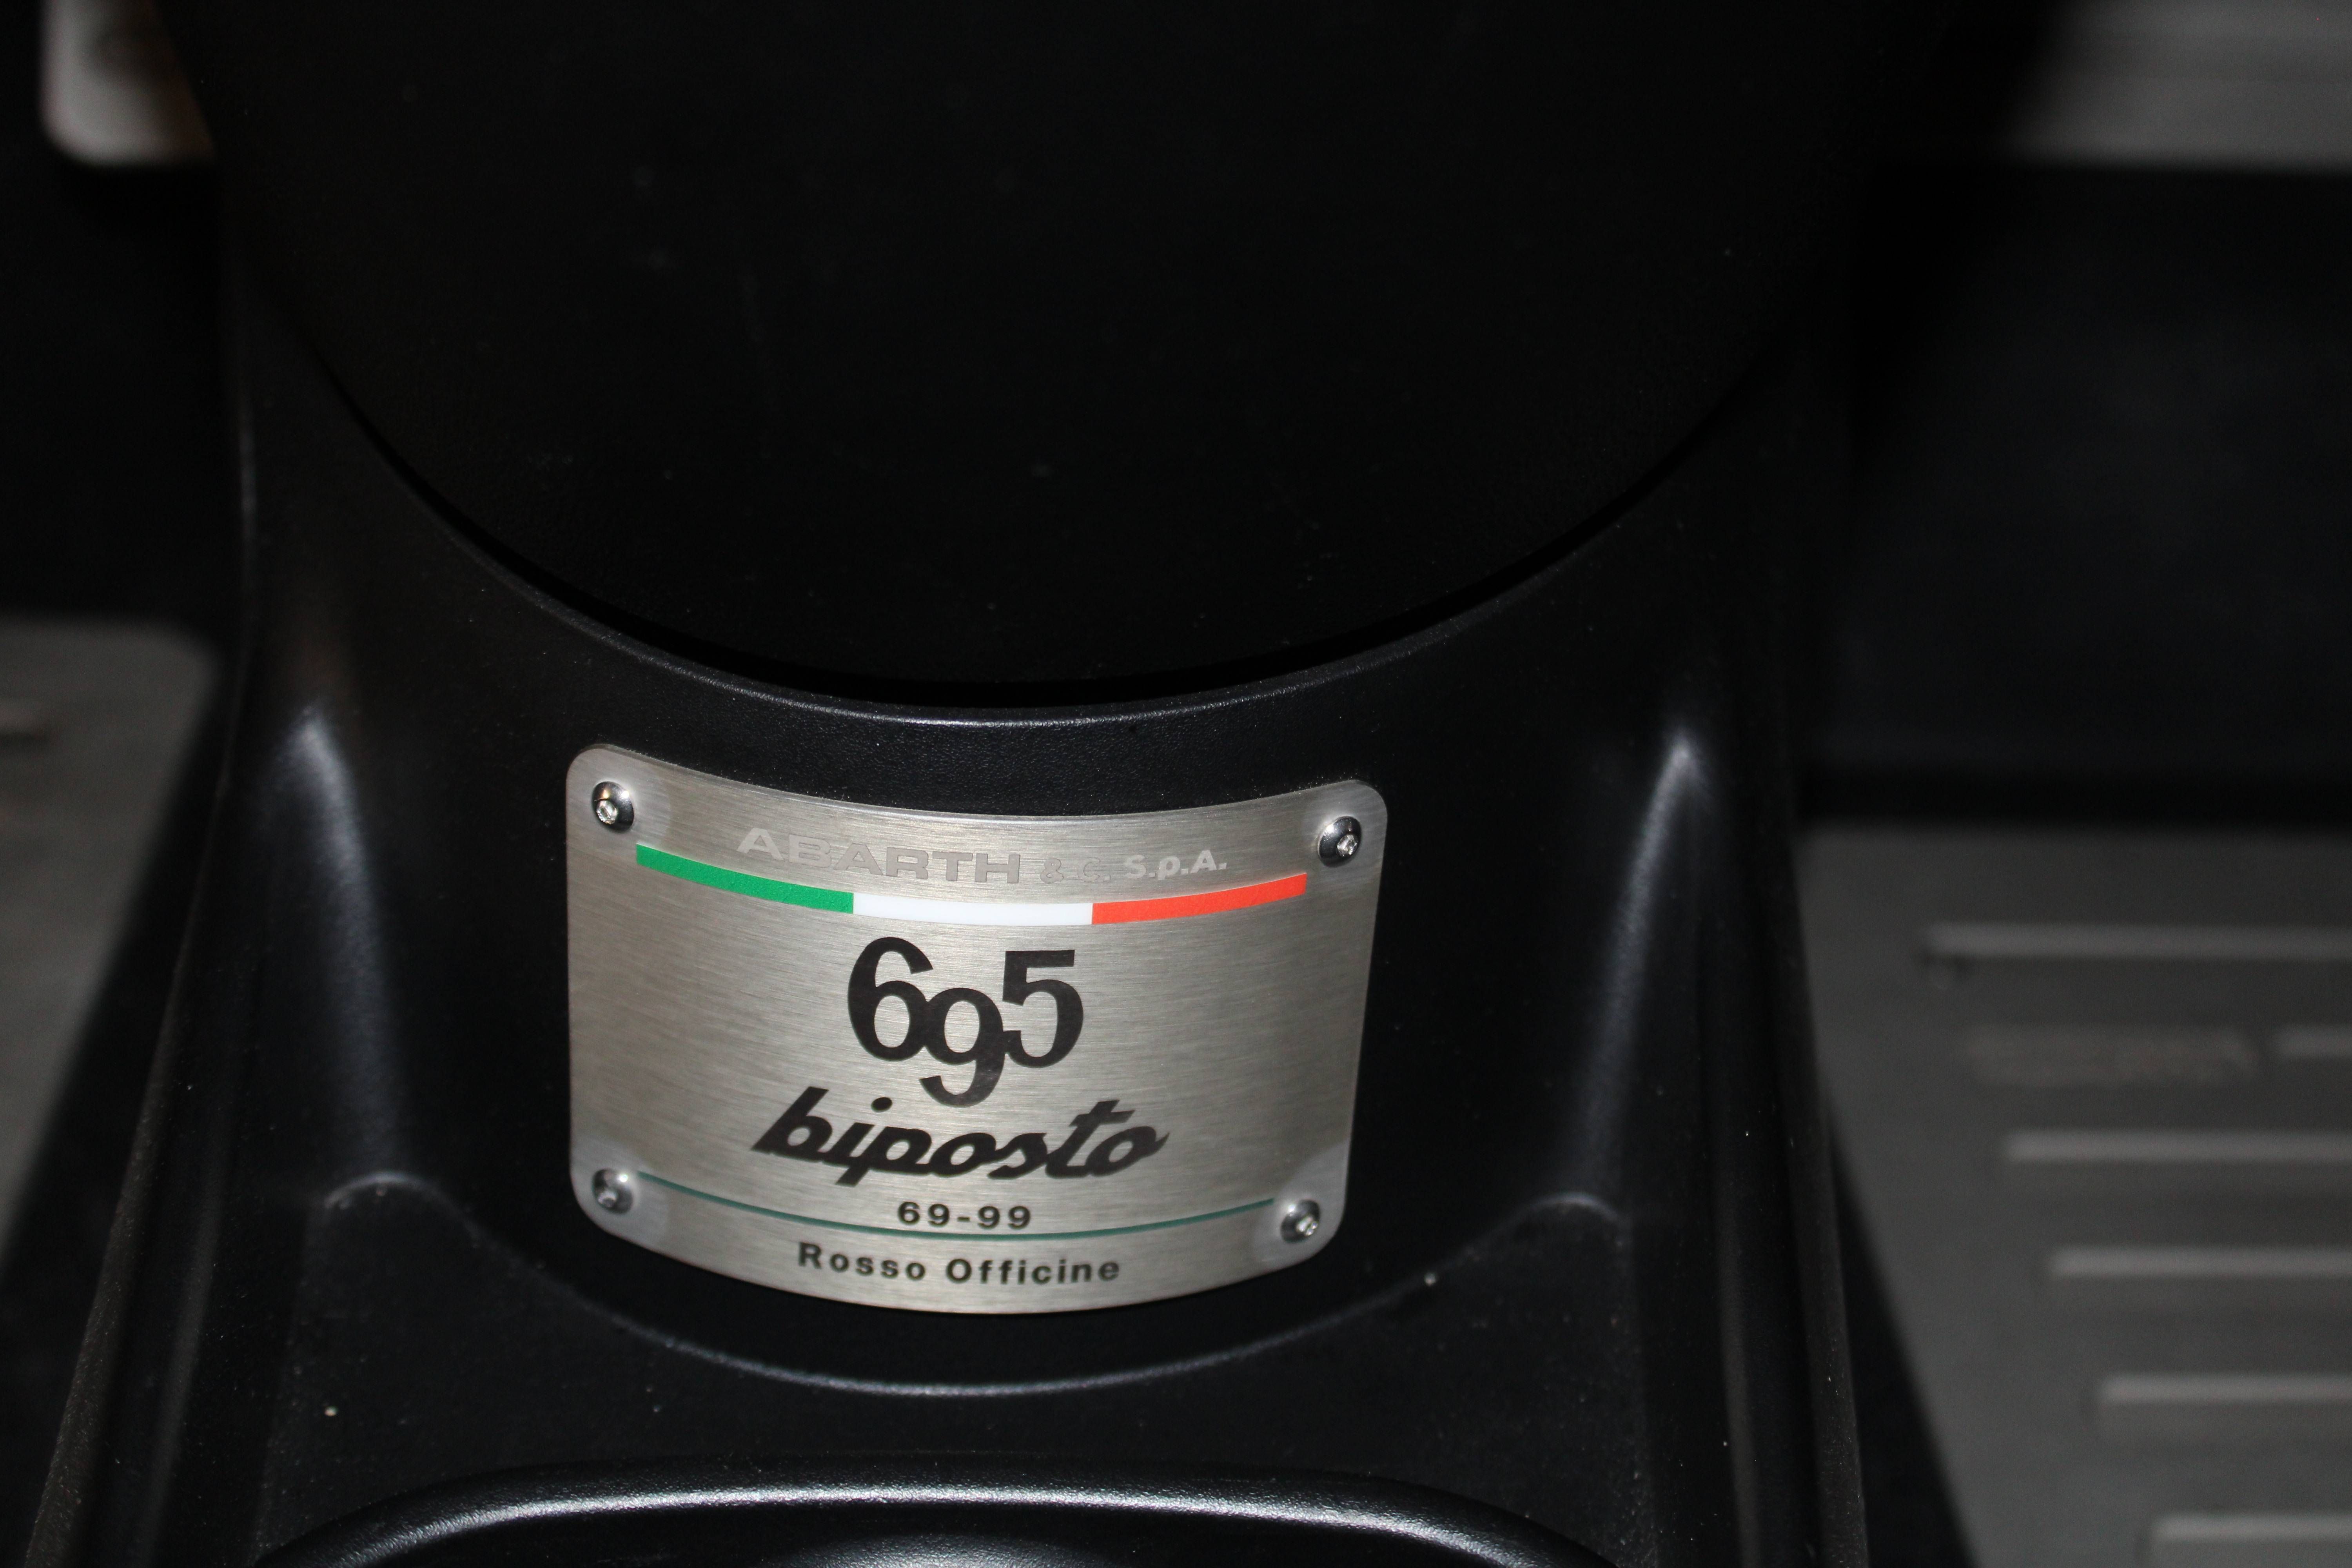 ABARTH & C. S.p.A.
695
biposto
69-99
Rosso Officine